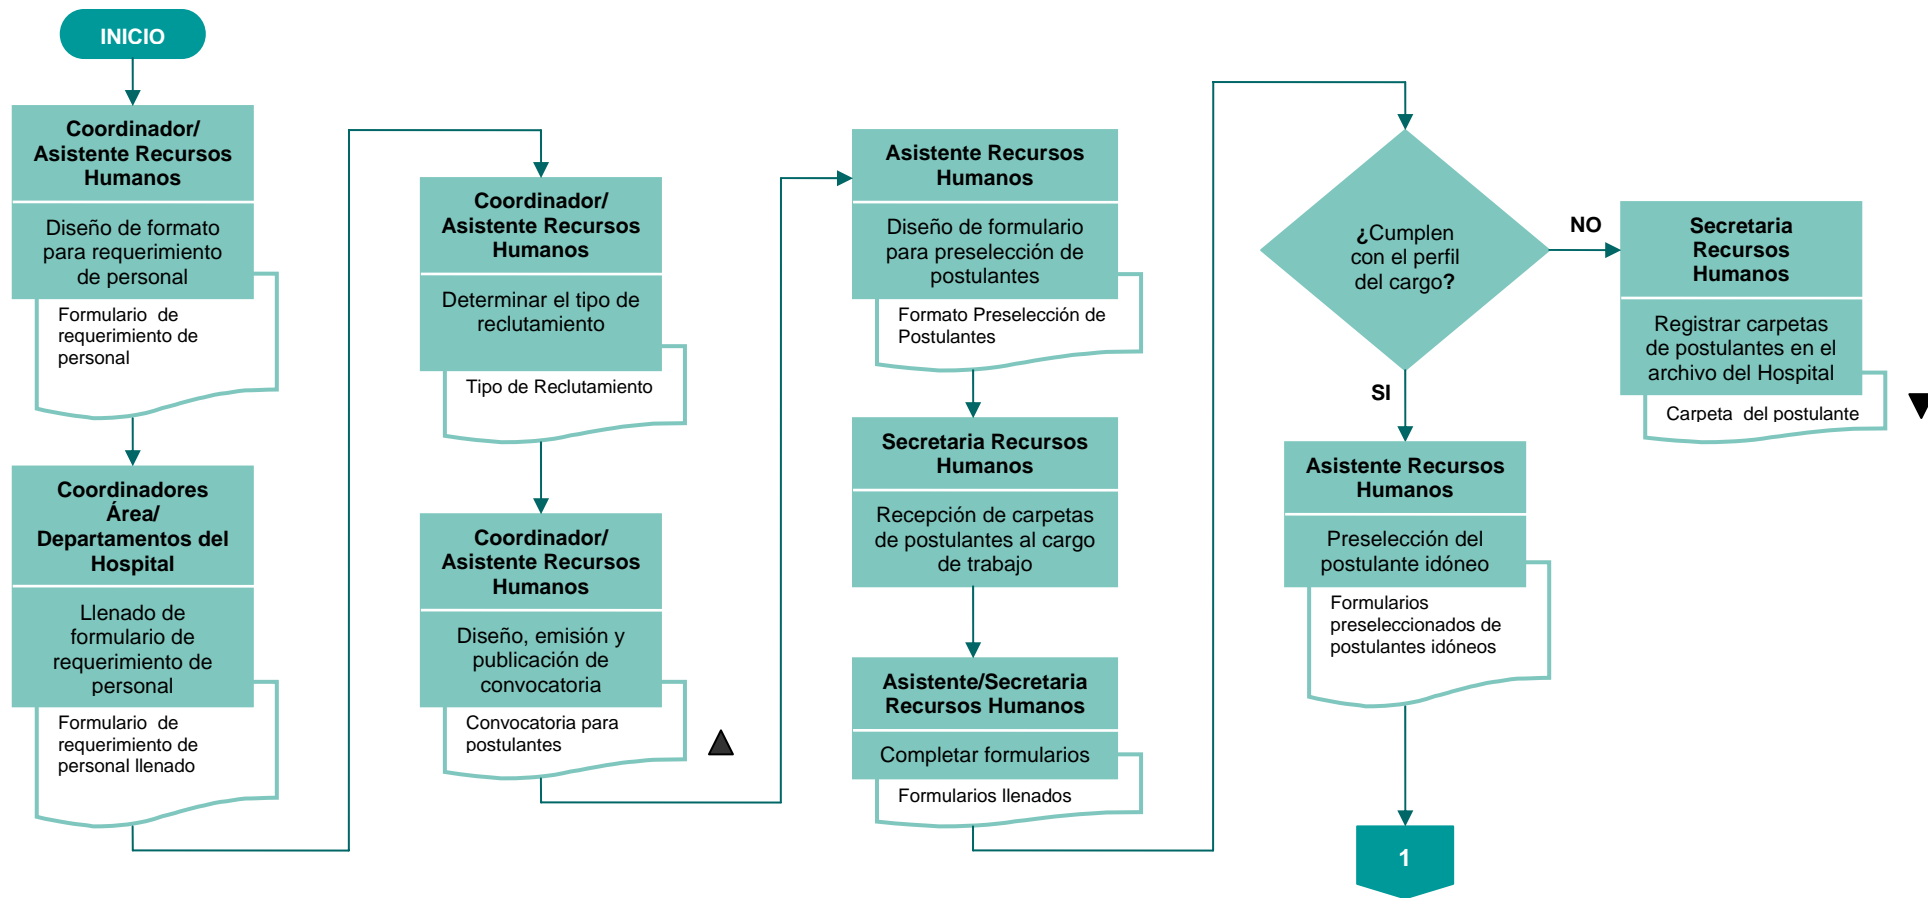 INICIO
Coordinador/
Asistente Recursos
Humanos
Diseño de formato
para requerimiento
de personal
Formulario de
requerimiento de
personal
Coordinadores
Área/
Departamentos del
Hospital
Llenado de
formulario de
requerimiento de
personal
Formulario de
requerimiento de
personal llenado
Coordinador/
Asistente Recursos
Humanos
Determinar el tipo de
reclutamiento
Tipo de Reclutamiento
Coordinador/
Asistente Recursos
Humanos
Diseño, emisión y
publicación de
convocatoria
Convocatoria para
postulantes
Asistente Recursos
Humanos
Diseño de formulario
para preselección de
postulantes
Formato Preselección de
Postulantes
Secretaria Recursos
Humanos
Recepción de carpetas
de postulantes al cargo
de trabajo
Asistente/Secretaria
Recursos Humanos
Completar formularios
Formularios llenados
¿Cumplen
con el perfil
del cargo?
NO
Secretaria
Recursos
Humanos
Registrar carpetas
de postulantes en el
archivo del Hospital
Carpeta del postulante
SI
Asistente Recursos
Humanos
Preselección del
postulante idóneo
Formularios
preseleccionados de
postulantes idóneos
1